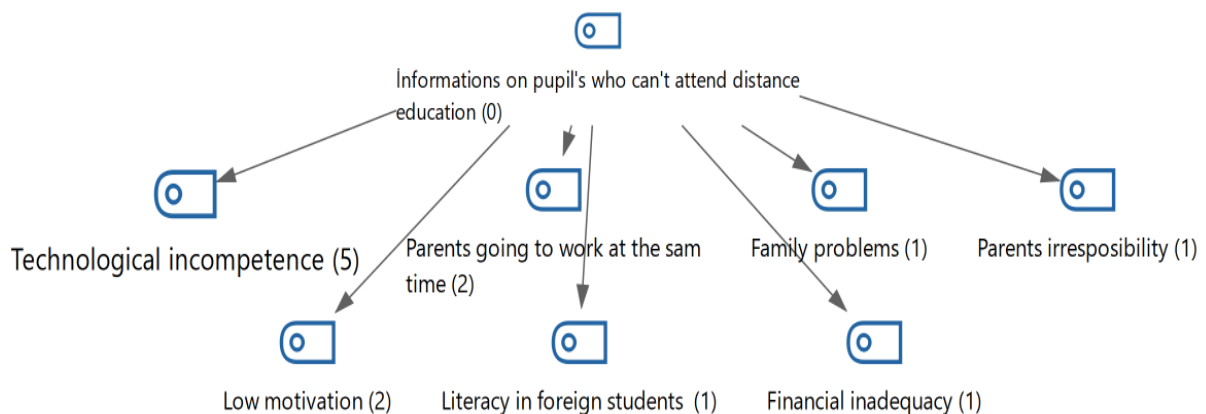 İnformations on pupil's who can't attend distance
education (0)
Technological incompetence (5)
Parents going to work at the sam
time (2)
Family problems (1)
Parents irresposibility (1)
Low motivation (2)
Literacy in foreign students (1)
Financial inadequacy (1)